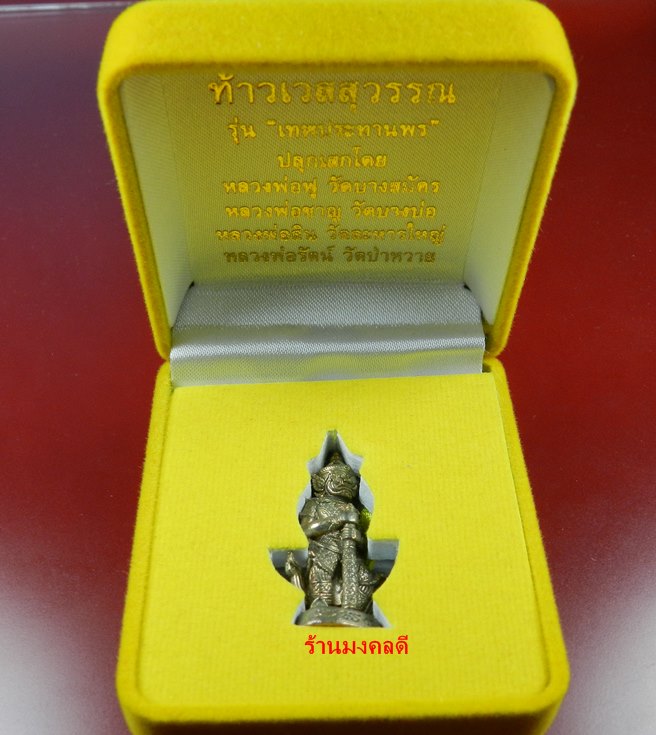 ท้าวเวสสุวรรณ
รุ่น "เทพประทานพร"
ปลุกเสกโดย
หลวงพ่อฟู วัดบางสมัคร
หลวงพ่อชาญ วัดบางบ่อ
หลวงพ่อสิน วัดละหารใหญ่
หลวงพ่อรัตน์ วัดป่าหวาย
ร้านมงคลดี